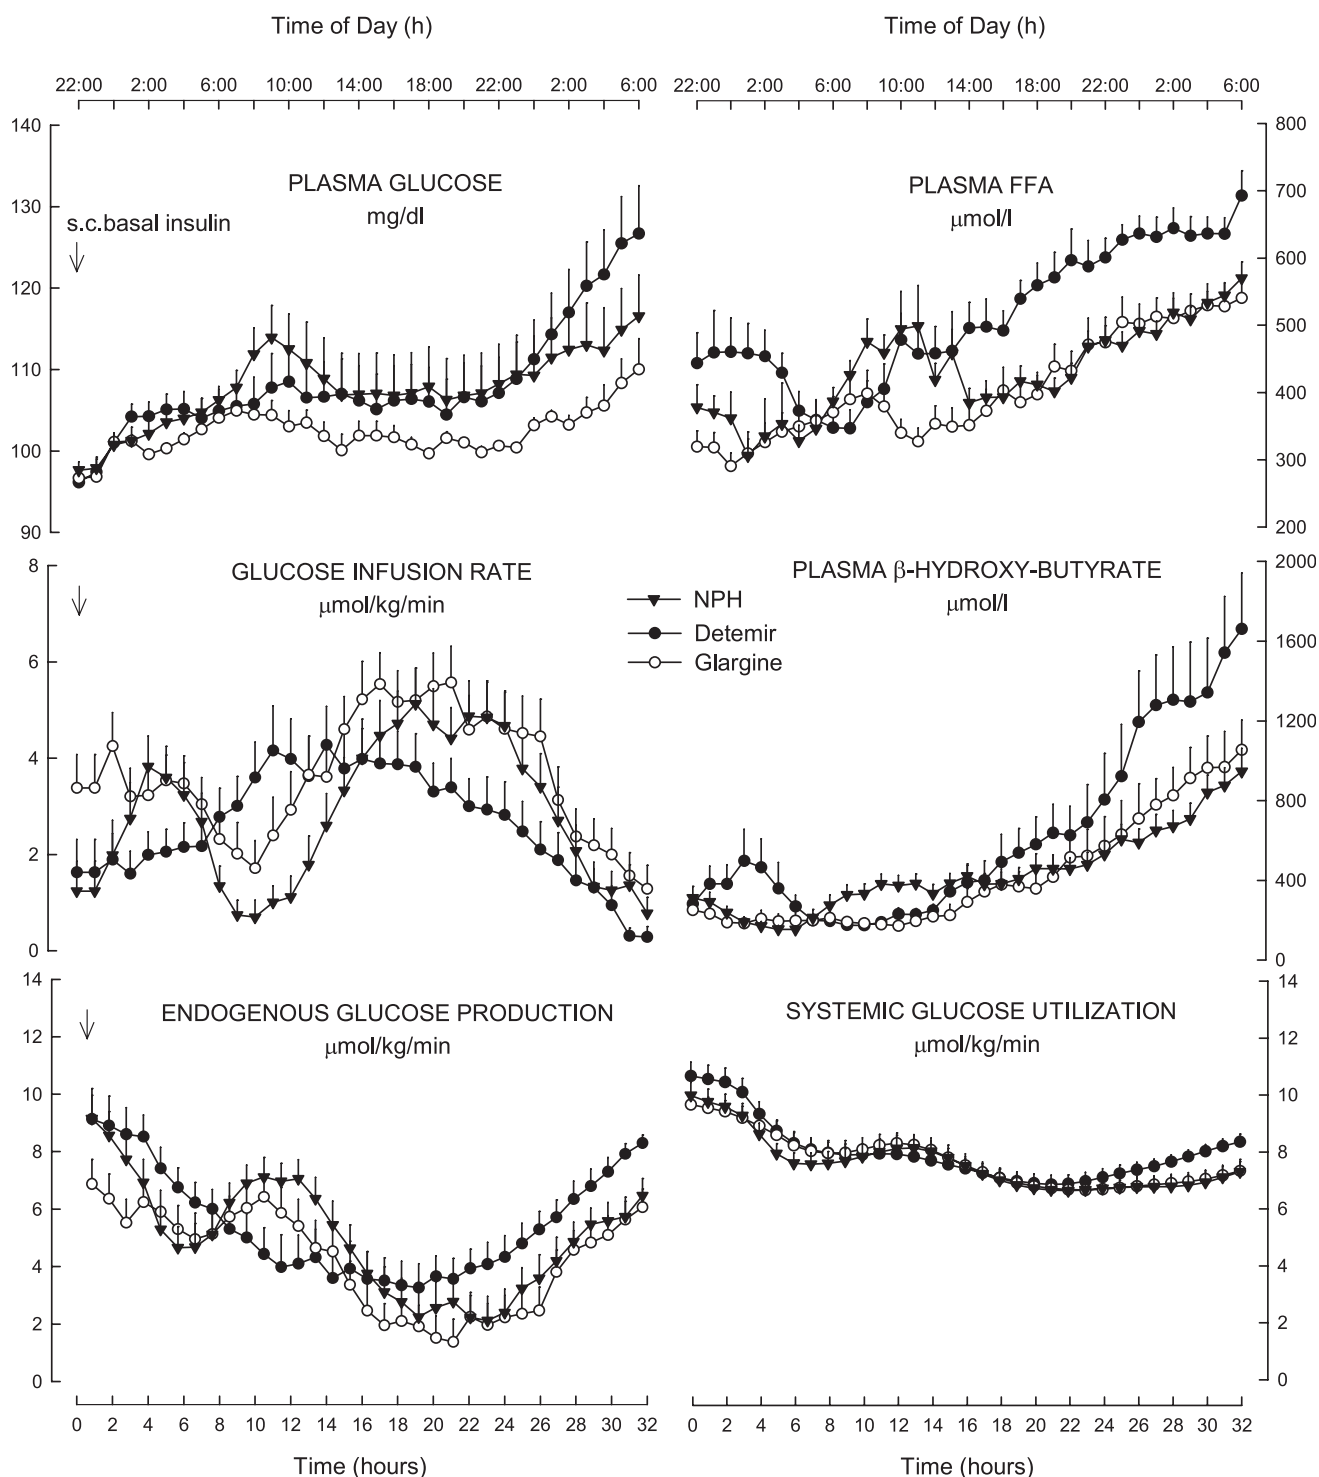 Time of Day (h)
22:00 2:00 6:00 10:00 14:00 18:00 22:00 2:00 6:00
140
130
120
110
100
90
PLASMA GLUCOSE
mg/dl
s.c.basal insulin
Time of Day (h)
22:00 2:00 6:00 10:00 14:00 18:00 22:00 2:00 6:00
800
700
600
500
400
300
200
PLASMA FFA
μmol/l
8
6
4
2
0
GLUCOSE INFUSION RATE
μmol/kg/min
NPH
Detemir
Glargine
PLASMA β-HYDROXY-BUTYRATE
μmol/l
2000
1600
1200
800
400
0
14
12
10
8
6
4
2
0
ENDOGENOUS GLUCOSE PRODUCTION
μmol/kg/min
0 2 4 6 8 10 12 14 16 18 20 22 24 26 28 30 32
Time (hours)
SYSTEMIC GLUCOSE UTILIZATION
μmol/kg/min
14
12
10
8
6
4
2
0
0 2 4 6 8 10 12 14 16 18 20 22 24 26 28 30 32
Time (hours)